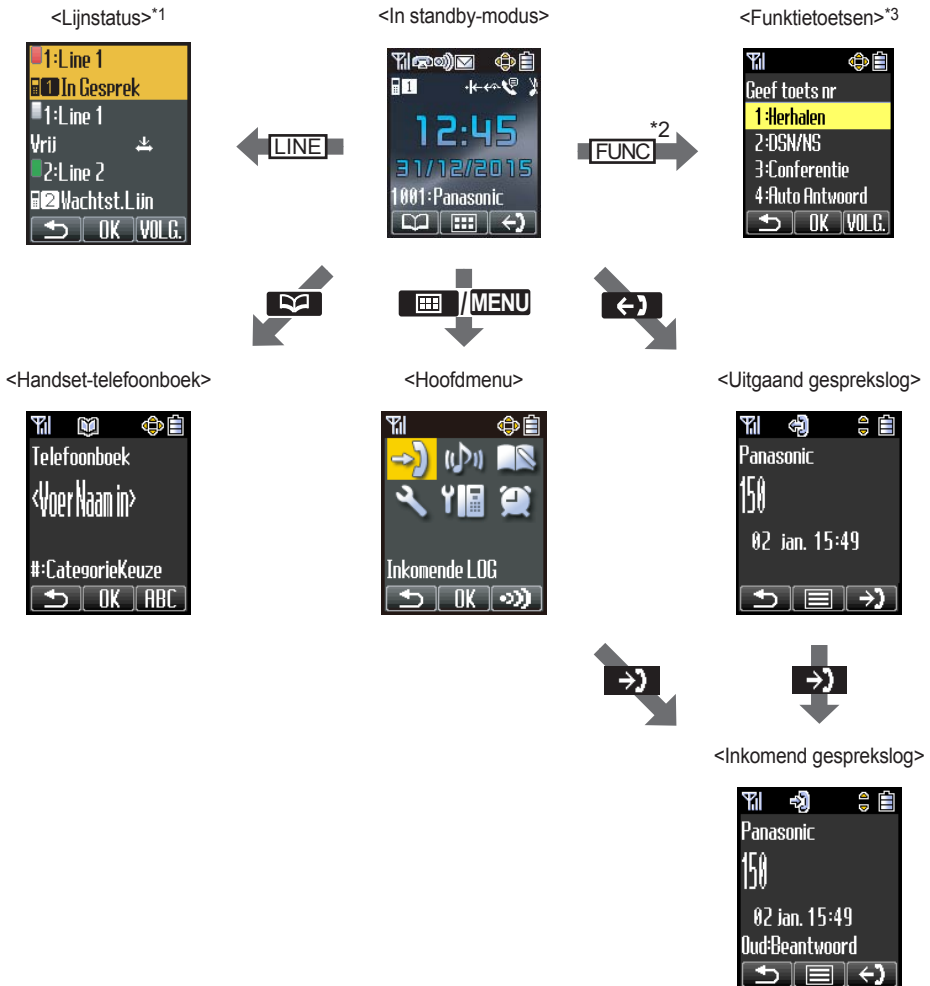 <Lijnstatus>*1
<In standby-modus>
<Funktietoetsen>*3
1:Line 1
1 In Gesprek
1:Line 1
Vrij
2:Line 2
2 Wachtst.Lijn
OK VOLG.
LINE
1
12:45
31/12/2015
1001:Panasonic
*2
FUNC
Geef toets nr
1:Herhalen
2:DSN/NS
3:Conferentie
4:Auto Antwoord
OK VOLG.
/MENU
<Handset-telefoonboek>
<Hoofdmenu>
<Uitgaand gesprekslog>
Telefoonboek
<Voer Naam in>
#:CategorieKeuze
OK ABC
Inkomende LOG
OK
Panasonic
150
02 jan. 15:49
<Inkomend gesprekslog>
Panasonic
150
02 jan. 15:49
Oud:Beantwoord